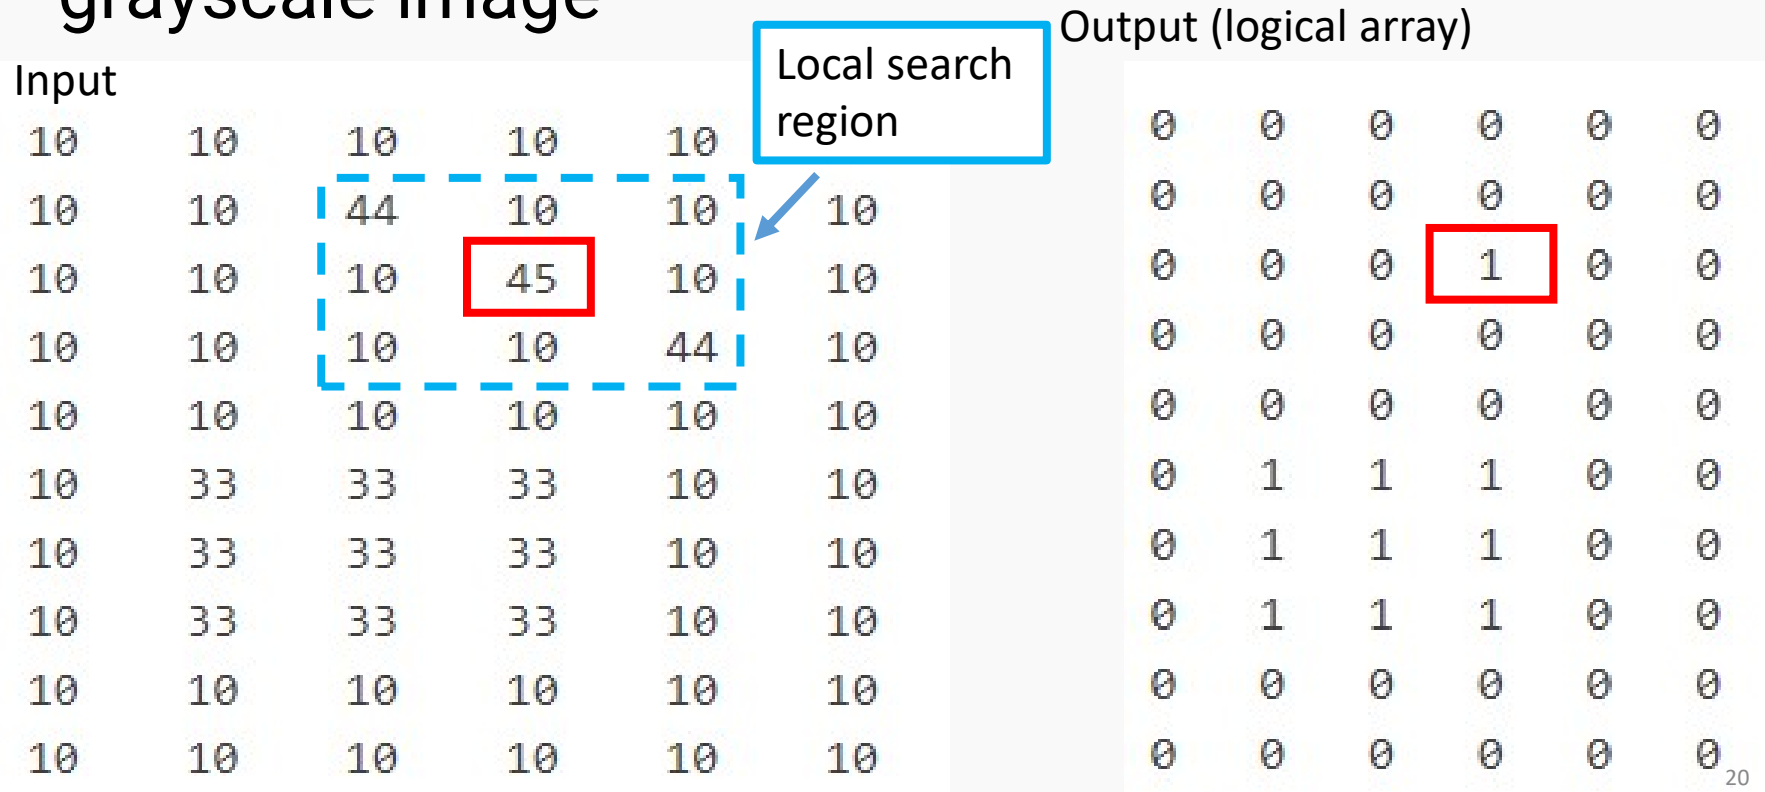 grayscale image
Output (logical array)
Local search
region
Input
10 10 10 10 10
10 10 44 10 10 10
10 10 10 45 10 10
10 10 10 10 44 10
10 10 10 10 10 10
10 33 33 33 10 10
10 33 33 33 10 10
10 33 33 33 10 10
10 10 10 10 10 10
10 10 10 10 10 10
0 0 0 0 0 0
0 0 0 0 0 0
0 0 0 1 0 0
0 0 0 0 0 0
0 0 0 0 0 0
0 1 1 1 0 0
0 1 1 1 0 0
0 1 1 1 0 0
0 0 0 0 0 0
0 0 0 0 0 0
20